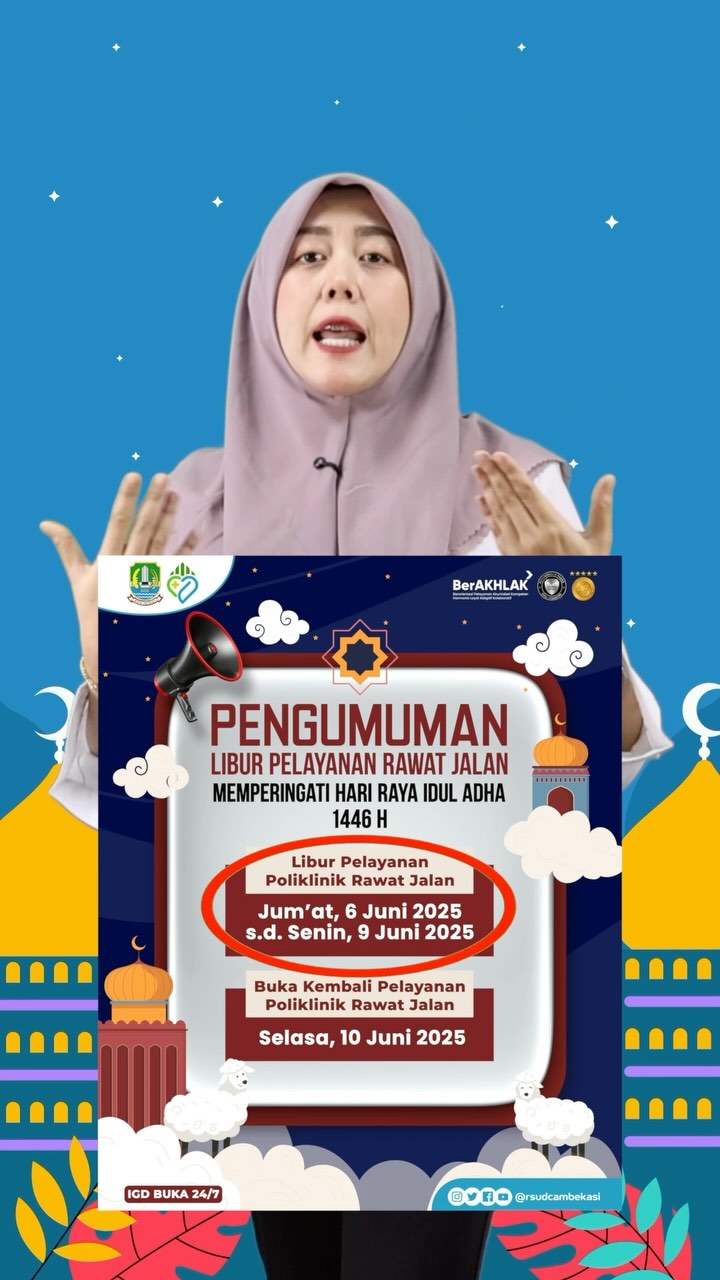 BerAKHLAK
PENGUMUMAN
LIBUR PELAYANAN RAWAT JALAN
MEMPERINGATI HARI RAYA IDUL ADHA
1446 H
Libur Pelayanan
Poliklinik Rawat Jalan
Jum'at, 6 Juni 2025
s.d. Senin, 9 Juni 2025
Buka Kembali Pelayanan
Poliklinik Rawat Jalan
Selasa, 10 Juni 2025
IGD BUKA 24/7
@rsudcambekasi